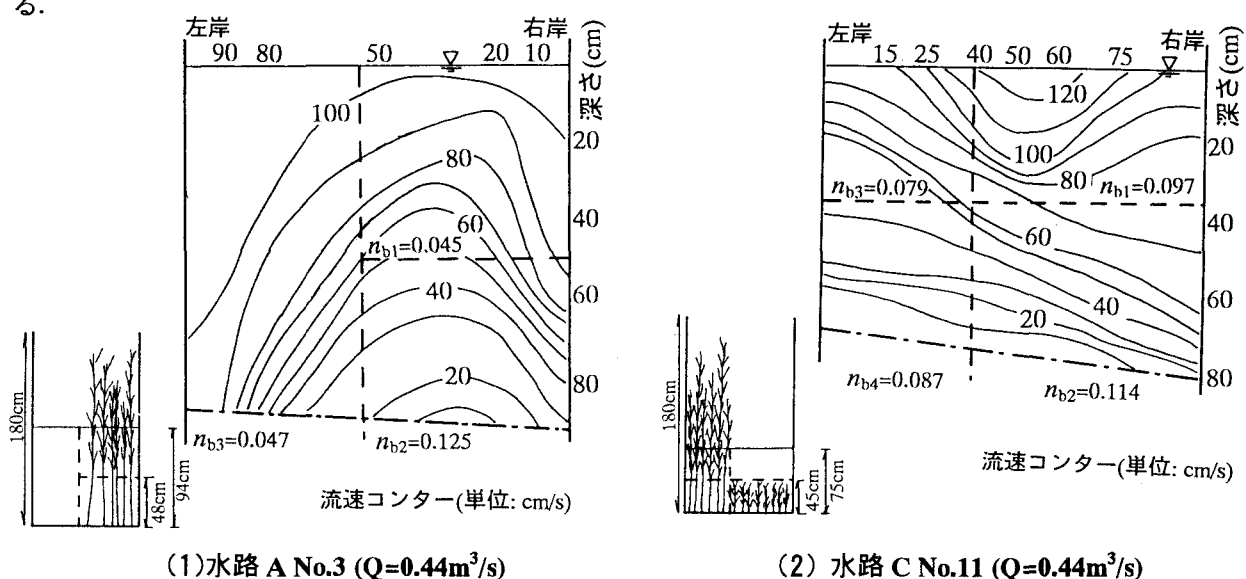 る.
左岸 右岸
90 80 50 20 10
深さ(cm)
100
20
80
40
60
n_b1=0.045
60
40
20
80
n_b3=0.047 n_b2=0.125
180cm
48cm
94cm
流速コンター(単位: cm/s)
(1)水路 A No.3 (Q=0.44m³/s)
左岸 右岸
15 25 40 50 60 75
深さ(cm)
120
100
20
80
n_b3=0.079 n_b1=0.097
40
60
60
40
20
80
n_b4=0.087 n_b2=0.114
180cm
45cm
75cm
流速コンター(単位: cm/s)
(2) 水路 C No.11 (Q=0.44m³/s)